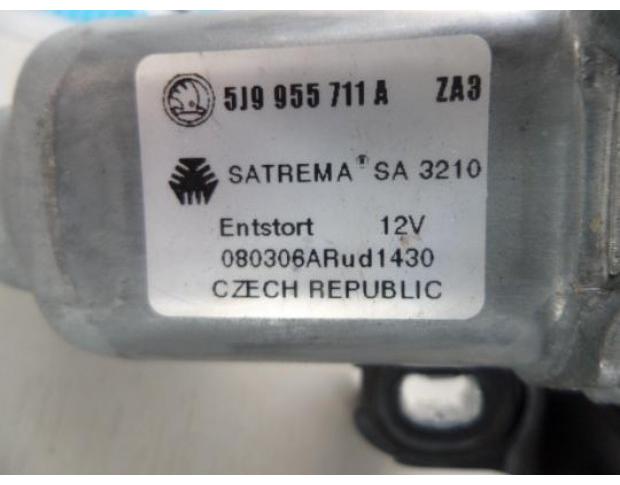 5J9 955 711 A ZA3
SATREMA® SA 3210
Entstort 12V
080306ARud1430
CZECH REPUBLIC